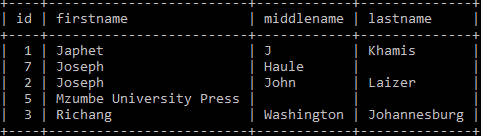 | id | firstname | middlename | lastname |
| 1 | Japhet | J | Khamis |
| 7 | Joseph | Haule | |
| 2 | Joseph | John | Laizer |
| 5 | Mzumbe University Press | | |
| 3 | Richang | Washington | Johannesburg |